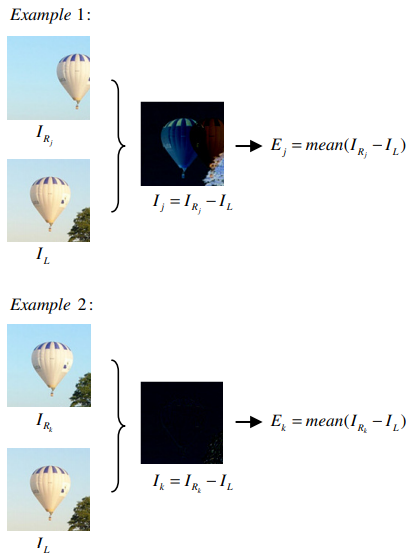 Example 1:
I_{R_j}
I_L
I_j = I_{R_j} − I_L
E_j = mean(I_{R_j} − I_L)
Example 2:
I_{R_k}
I_L
I_k = I_{R_k} − I_L
E_k = mean(I_{R_k} − I_L)